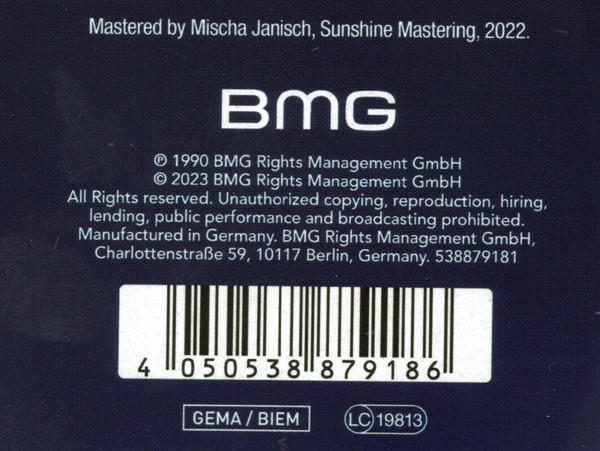 Mastered by Mischa Janisch, Sunshine Mastering, 2022.
BMG
℗ 1990 BMG Rights Management GmbH
© 2023 BMG Rights Management GmbH
All Rights reserved. Unauthorized copying, reproduction, hiring,
lending, public performance and broadcasting prohibited.
Manufactured in Germany. BMG Rights Management GmbH,
Charlottenstraße 59, 10117 Berlin, Germany. 538879181
4 050538 879186
GEMA / BIEM
LC 19813